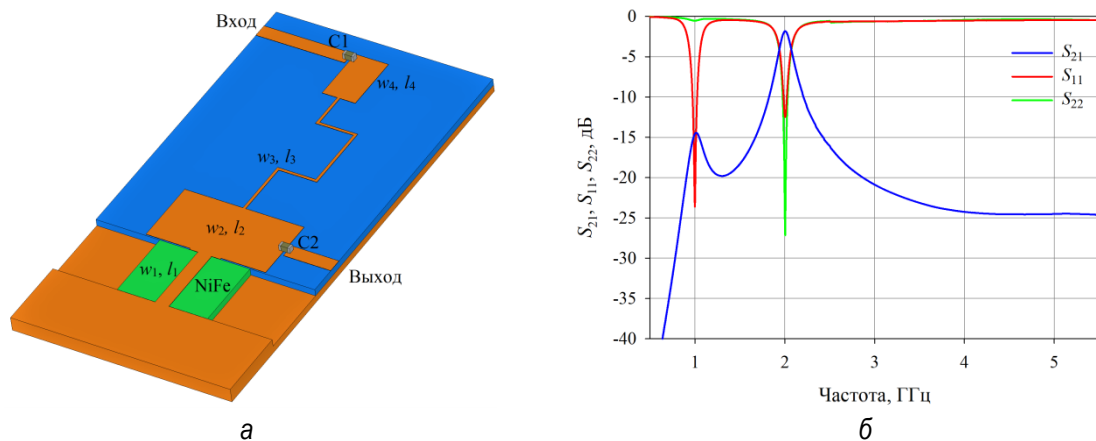 Вход
C1
w4, l4
w3, l3
w2, l2
C2
Выход
w1, l1
NiFe
а
S21, S11, S22, дБ
0
-5
-10
-15
-20
-25
-30
-35
-40
S21
S11
S22
1
2
3
4
5
Частота, ГГц
б